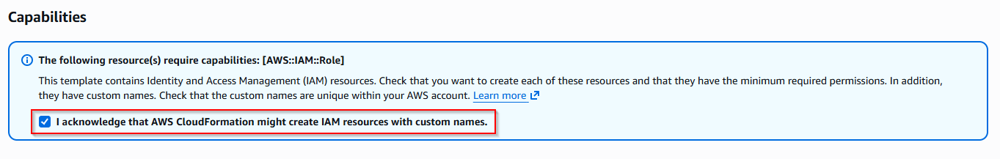 Capabilities
The following resource(s) require capabilities: [AWS::IAM::Role]
This template contains Identity and Access Management (IAM) resources. Check that you want to create each of these resources and that they have the minimum required permissions. In addition,
they have custom names. Check that the custom names are unique within your AWS account. Learn more
I acknowledge that AWS CloudFormation might create IAM resources with custom names.